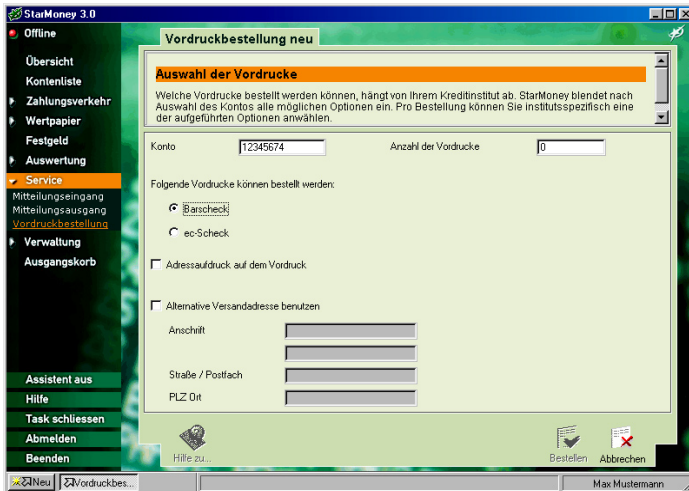 StarMoney 3.0
Offline
Vordruckbestellung neu
Übersicht
Kontenliste
Zahlungsverkehr
Wertpapier
Festgeld
Auswertung
Service
Mitteilungseingang
Mitteilungsausgang
Vordruckbestellung
Verwaltung
Ausgangskorb
Auswahl der Vordrucke
Welche Vordrucke bestellt werden können, hängt von Ihrem Kreditinstitut ab. StarMoney blendet nach
Auswahl des Kontos alle möglichen Optionen ein. Pro Bestellung können Sie institutsspezifisch eine
der aufgeführten Optionen anwählen.
Konto 12345674 Anzahl der Vordrucke 0
Folgende Vordrucke können bestellt werden:
Barscheck
ec-Scheck
Adressaufdruck auf dem Vordruck
Alternative Versandadresse benutzen
Anschrift
Straße / Postfach
PLZ Ort
Assistent aus
Hilfe
Task schliessen
Abmelden
Beenden
Hilfe zu... Bestellen Abbrechen
Neu Vordruckbes... Max Mustermann